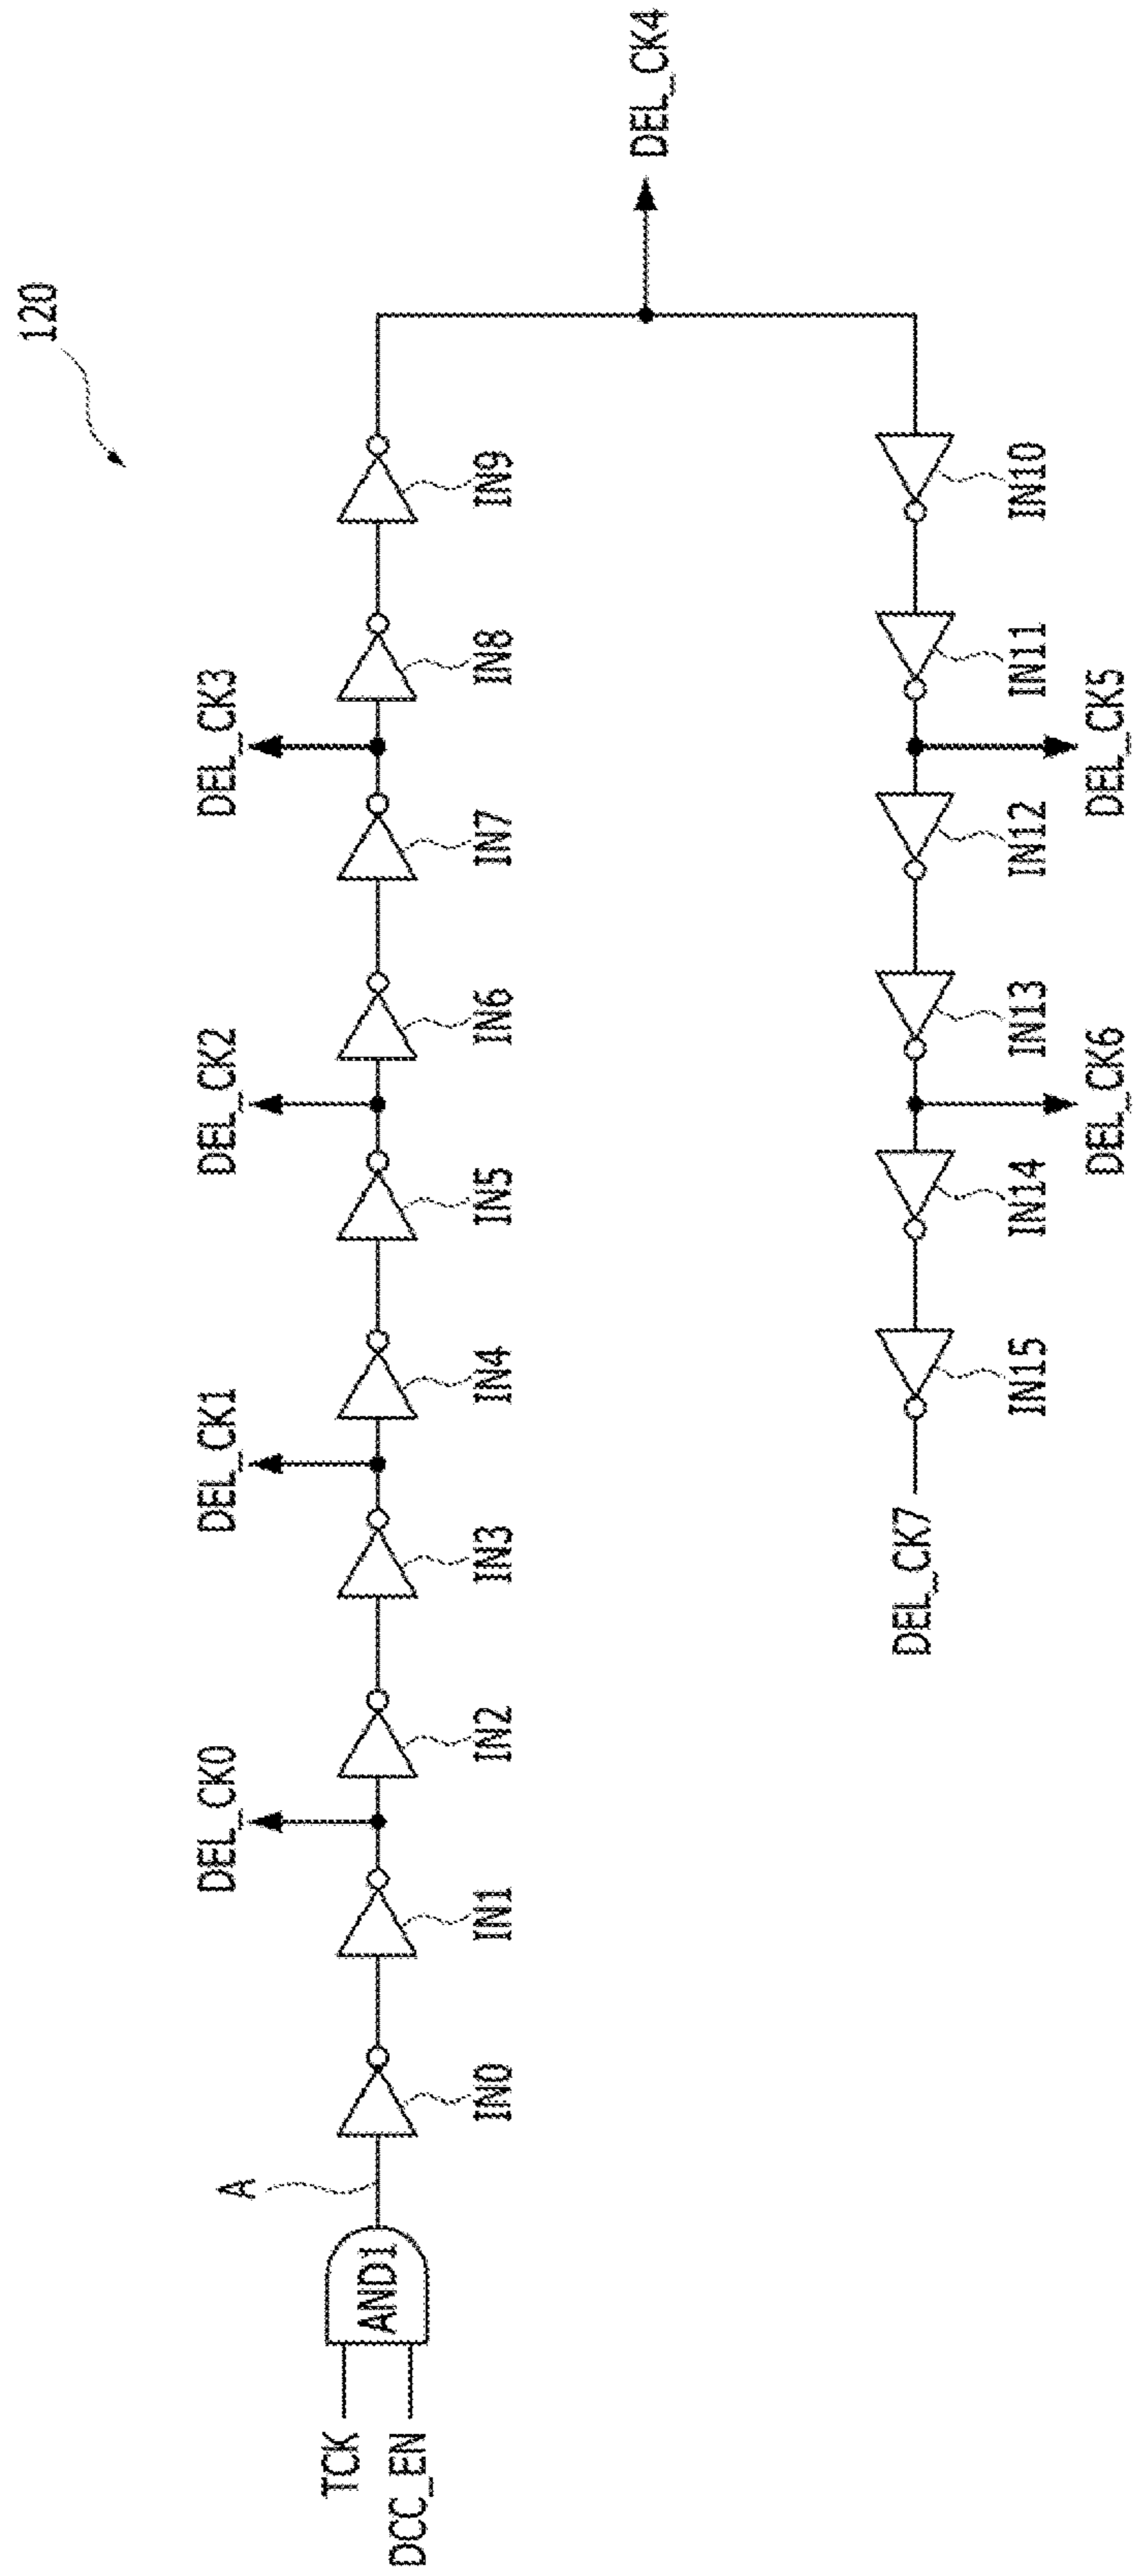 120
DEL_CK0
DEL_CK1
DEL_CK2
DEL_CK3
A
TCK
DCC_EN
AND1
IN0
IN1
IN2
IN3
IN4
IN5
IN6
IN7
IN8
IN9
DEL_CK4
DEL_CK7
IN15
IN14
IN13
IN12
IN11
IN10
DEL_CK6
DEL_CK5